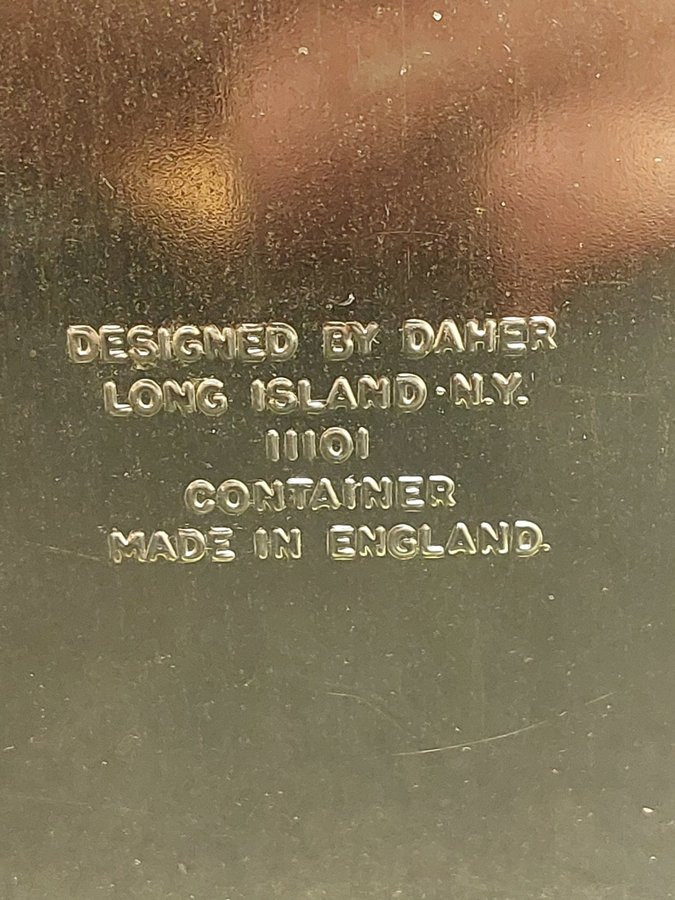 DESIGNED BY DAHER
LONG ISLAND·N.Y.
11101
CONTAINER
MADE IN ENGLAND.